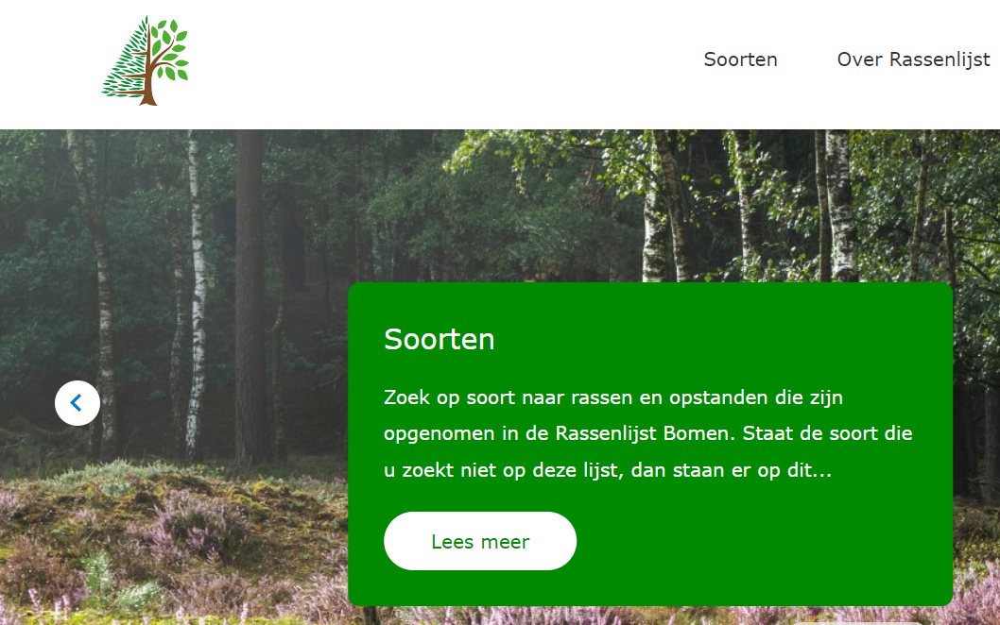 Soorten
Over Rassenlijst
Soorten
Zoek op soort naar rassen en opstanden die zijn
opgenomen in de Rassenlijst Bomen. Staat de soort die
u zoekt niet op deze lijst, dan staan er op dit...
Lees meer